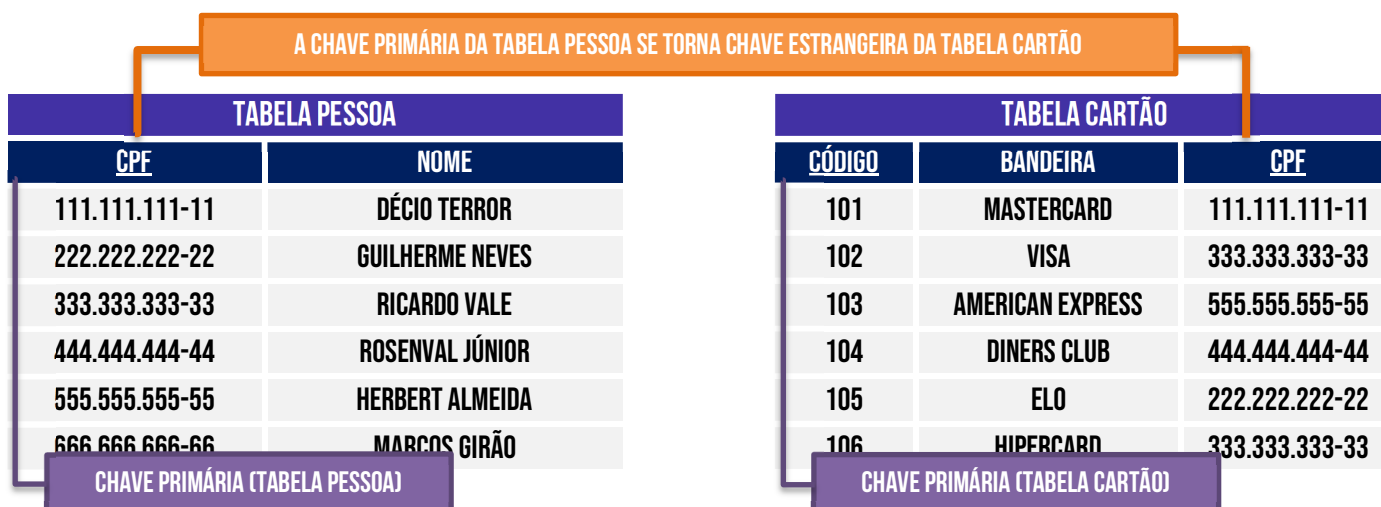 A CHAVE PRIMÁRIA DA TABELA PESSOA SE TORNA CHAVE ESTRANGEIRA DA TABELA CARTÃO
TABELA PESSOA
CPF NOME
111.111.111-11 DÉCIO TERROR
222.222.222-22 GUILHERME NEVES
333.333.333-33 RICARDO VALE
444.444.444-44 ROSENVAL JÚNIOR
555.555.555-55 HERBERT ALMEIDA
666.666.666-66 MARCOS GIRÃO
CHAVE PRIMÁRIA (TABELA PESSOA)
TABELA CARTÃO
CÓDIGO BANDEIRA CPF
101 MASTERCARD 111.111.111-11
102 VISA 333.333.333-33
103 AMERICAN EXPRESS 555.555.555-55
104 DINERS CLUB 444.444.444-44
105 ELO 222.222.222-22
106 HIPERCARD 333.333.333-33
CHAVE PRIMÁRIA (TABELA CARTÃO)